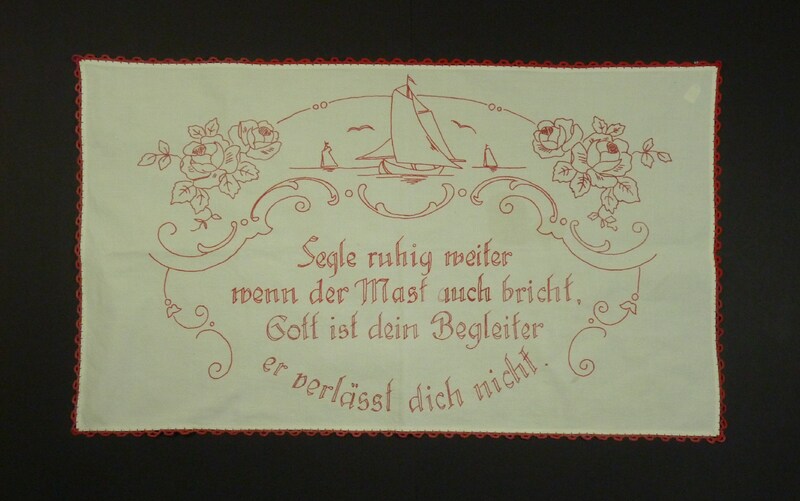 Segle ruhig weiter
wenn der Mast auch bricht,
Gott ist dein Begleiter
er verlässt dich nicht.